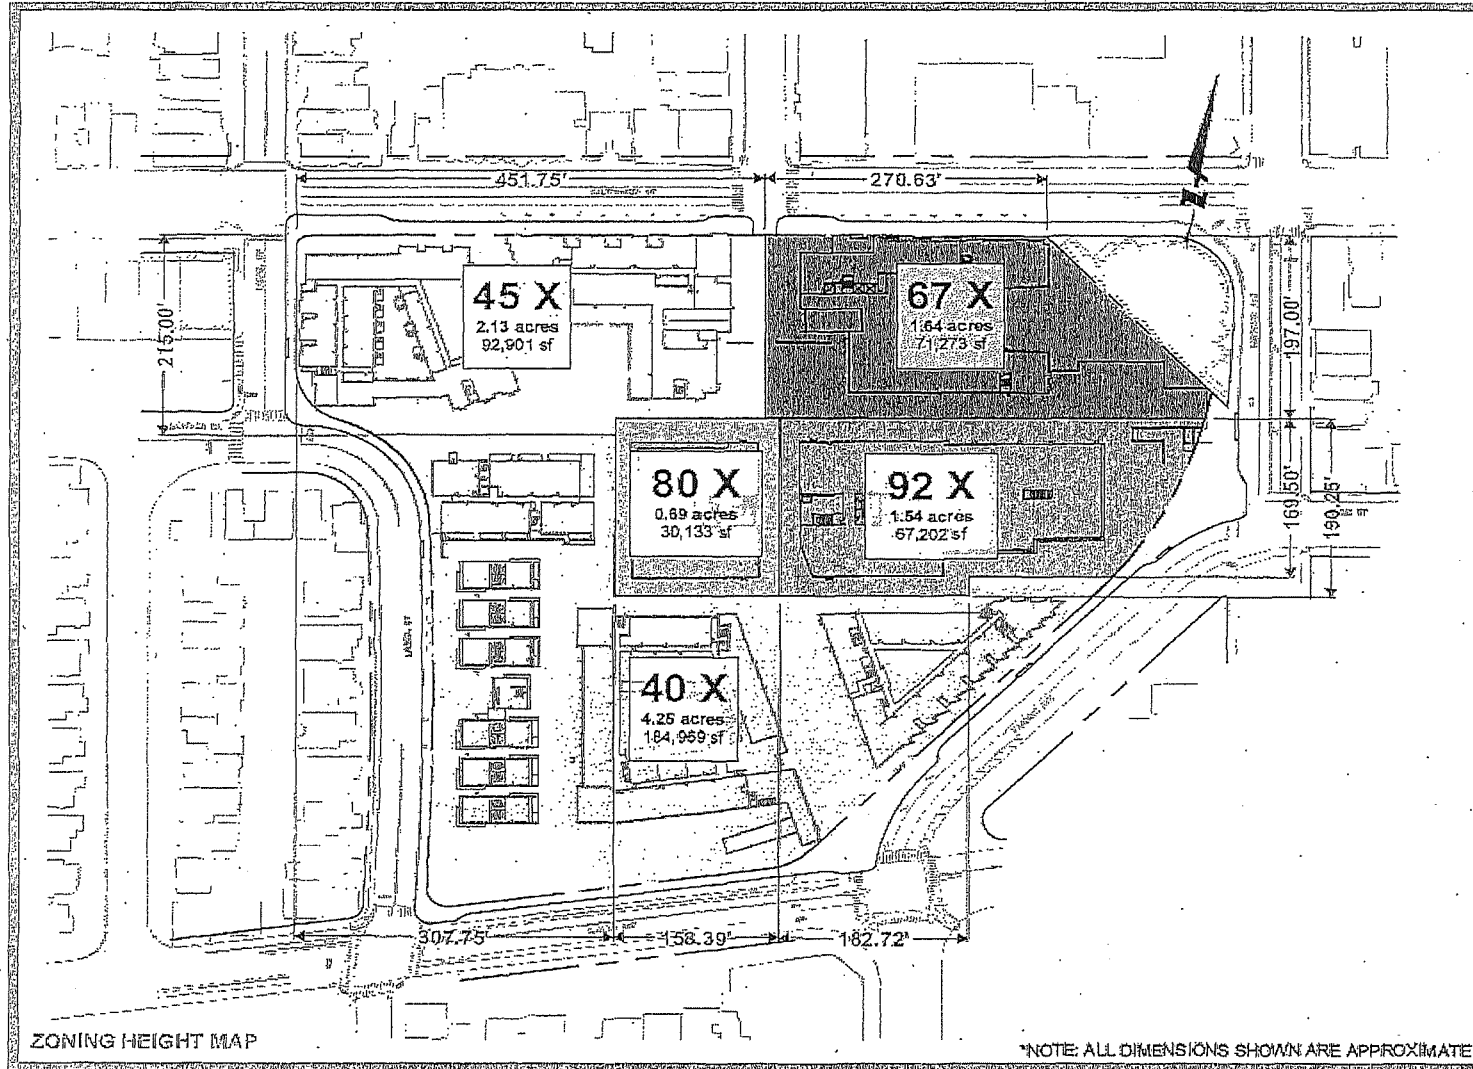 451.75'
270.63'
N
45 X
2.13 acres
92,901 sf
67 X
1.64 acres
71,273 sf
215.00'
197.00'
80 X
0.69 acres
30,133 sf
92 X
1.54 acres
67,202 sf
169.50'
190.25'
40 X
4.25 acres
184,959 sf
307.75'
158.39'
182.72'
ZONING HEIGHT MAP
*NOTE: ALL DIMENSIONS SHOWN ARE APPROXIMATE